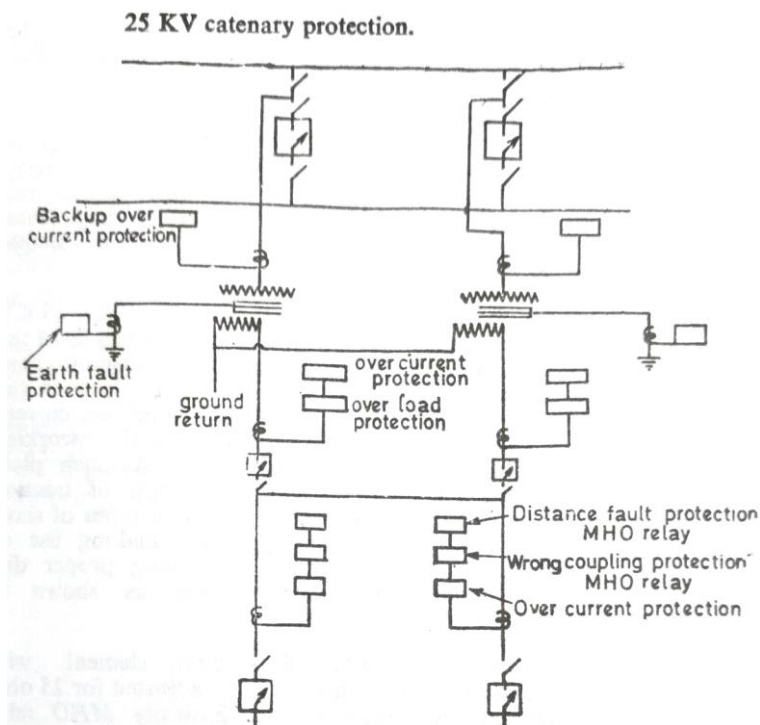 25 KV catenary protection.
Backup over
current protection
Earth fault
protection
ground
return
over current
protection
over load
protection
Distance fault protection
MHO relay
Wrong coupling protection
MHO relay
Over current protection